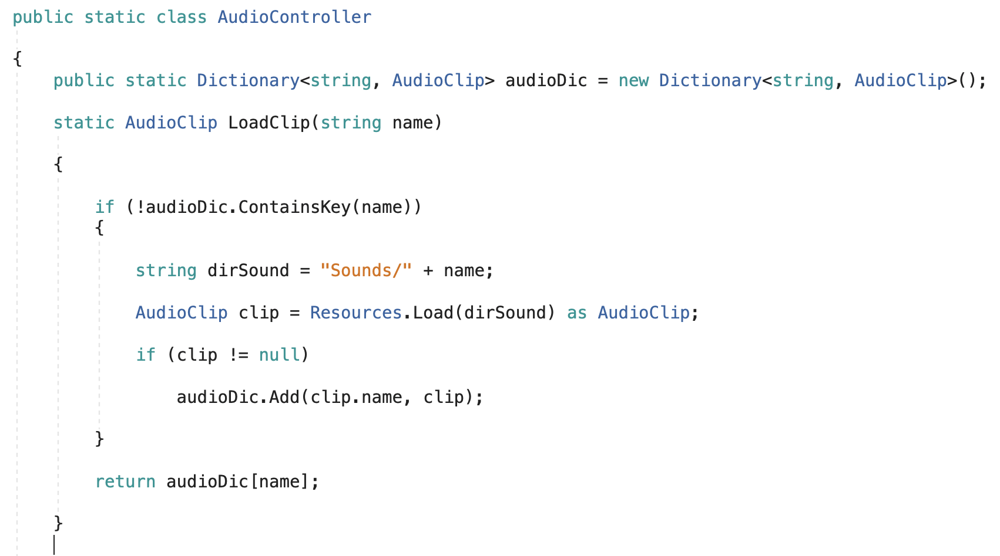 public static class AudioController
{
public static Dictionary<string, AudioClip> audioDic = new Dictionary<string, AudioClip>();
static AudioClip LoadClip(string name)
{
if (!audioDic.ContainsKey(name))
{
string dirSound = "Sounds/" + name;
AudioClip clip = Resources.Load(dirSound) as AudioClip;
if (clip != null)
audioDic.Add(clip.name, clip);
}
return audioDic[name];
}